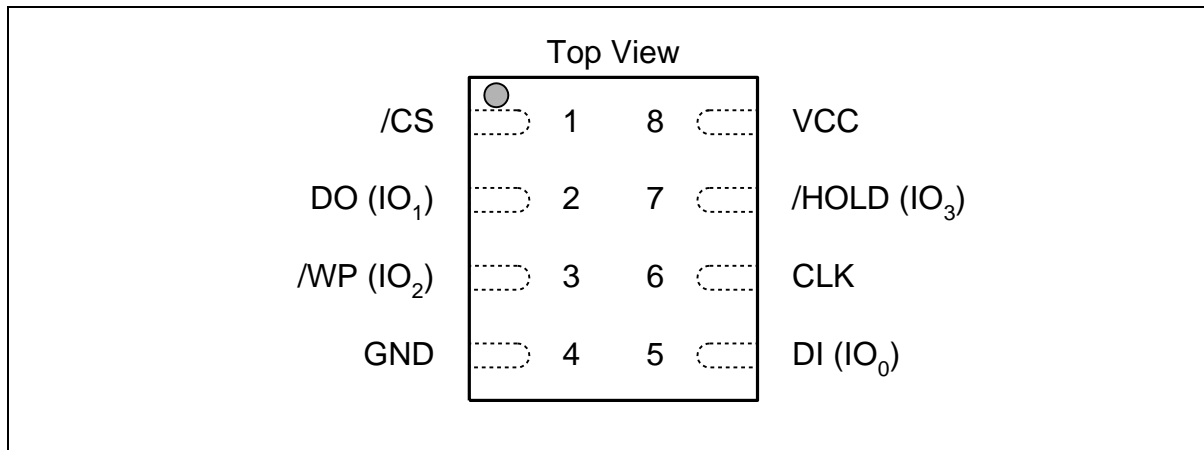 Top View
/CS 1 8 VCC
DO (IO₁) 2 7 /HOLD (IO₃)
/WP (IO₂) 3 6 CLK
GND 4 5 DI (IO₀)